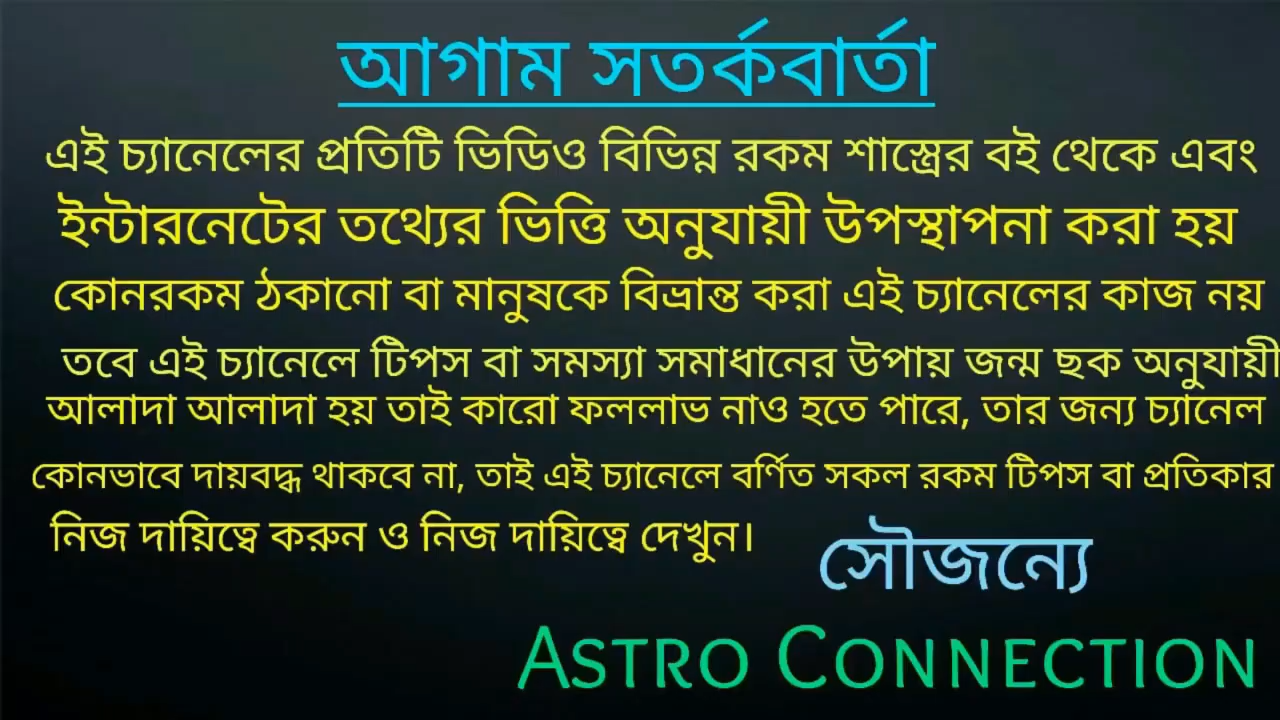 আগাম সতর্কবার্তা
এই চ্যানেলের প্রতিটি ভিডিও বিভিন্ন রকম শাস্ত্রের বই থেকে এবং
ইন্টারনেটের তথ্যের ভিত্তি অনুযায়ী উপস্থাপনা করা হয়
কোনরকম ঠকানো বা মানুষকে বিভ্রান্ত করা এই চ্যানেলের কাজ নয়
তবে এই চ্যানেলে টিপস বা সমস্যা সমাধানের উপায় জন্ম ছক অনুযায়ী
আলাদা আলাদা হয় তাই কারো ফললাভ নাও হতে পারে, তার জন্য চ্যানেল
কোনভাবে দায়বদ্ধ থাকবে না, তাই এই চ্যানেলে বর্ণিত সকল রকম টিপস বা প্রতিকার
নিজ দায়িত্বে করুন ও নিজ দায়িত্বে দেখুন।
সৌজন্যে
ASTRO CONNECTION